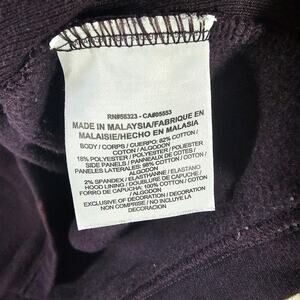 RN#56323 - CA#05553
MADE IN MALAYSIA/FABRIQUE EN
MALAISIE/HECHO EN MALASIA
BODY / CORPS / CUERPO: 82% COTTON /
COTON / ALGODON
18% POLYESTER / POLYESTER / POLIESTER
SIDE PANELS / PANNEAUX DE COTES /
PANELES LATERALES: 98% COTTON / COTON /
ALGODON
2% SPANDEX / ELASTHANNE / ELASTANO
HOOD LINING / DOUBLURE DE CAPUCHE /
FORRO DE CAPUCHA: 100% COTTON / COTON
/ ALGODON
EXCLUSIVE OF DECORATION / DECORATION
NON COMPRISE / NO INCLUYE LA
DECORACION